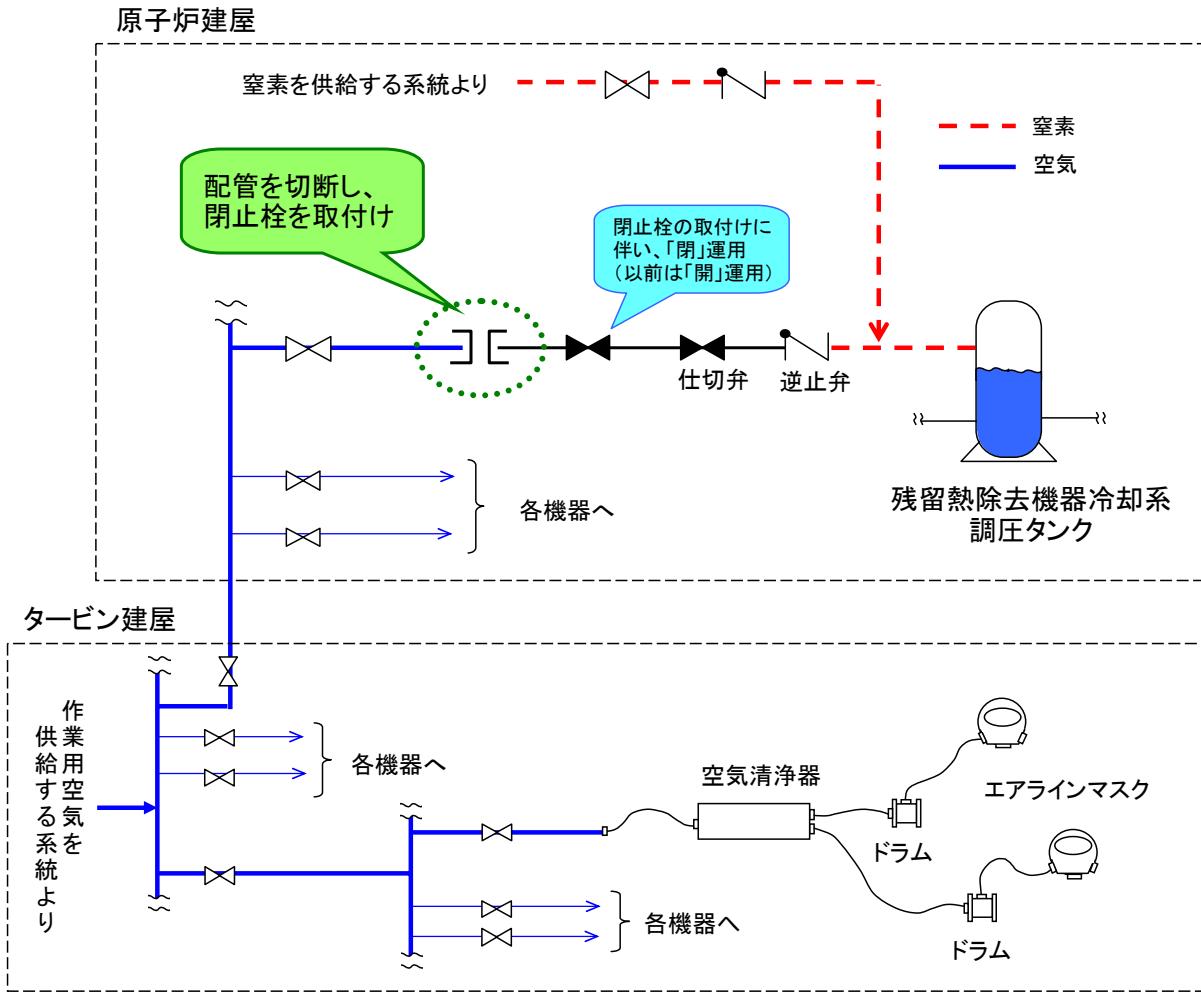 原子炉建屋
窒素を供給する系統より
窒素
空気
配管を切断し、
閉止栓を取付け
閉止栓の取付けに
伴い、「閉」運用
（以前は「開」運用）
仕切弁
逆止弁
各機器へ
残留熱除去機器冷却系
調圧タンク
タービン建屋
作業用空気を
供給する系統より
各機器へ
空気清浄器
エアラインマスク
ドラム
各機器へ
ドラム